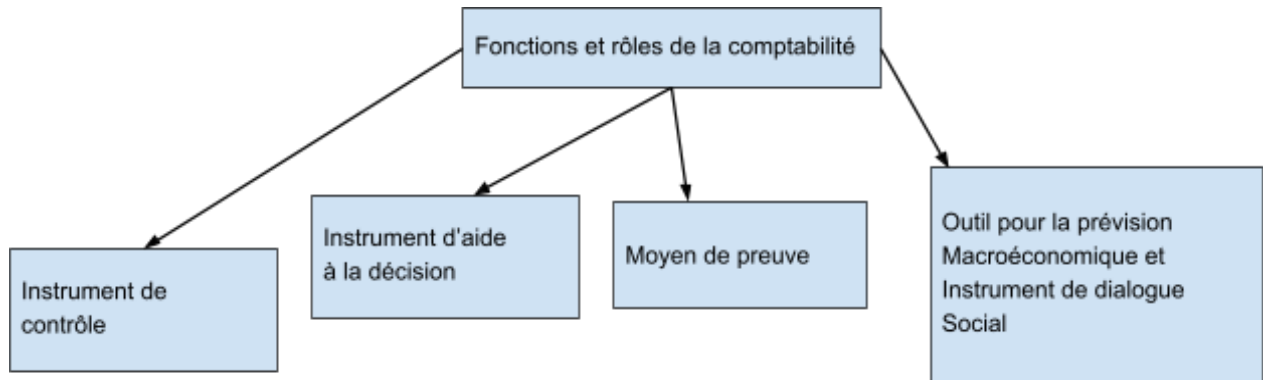 Fonctions et rôles de la comptabilité
Instrument de
contrôle
Instrument d'aide
à la décision
Moyen de preuve
Outil pour la prévision
Macroéconomique et
Instrument de dialogue
Social